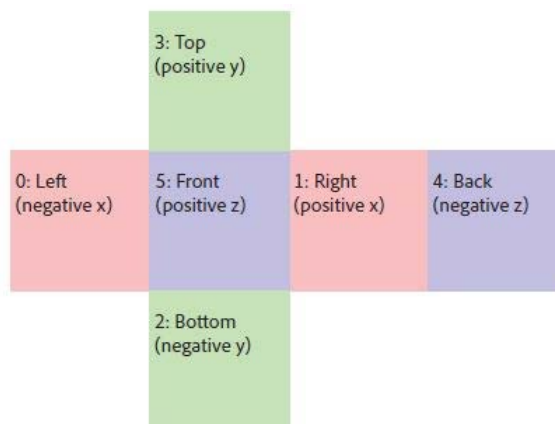 3: Top
(positive y)
0: Left
(negative x)
5: Front
(positive z)
1: Right
(positive x)
4: Back
(negative z)
2: Bottom
(negative y)